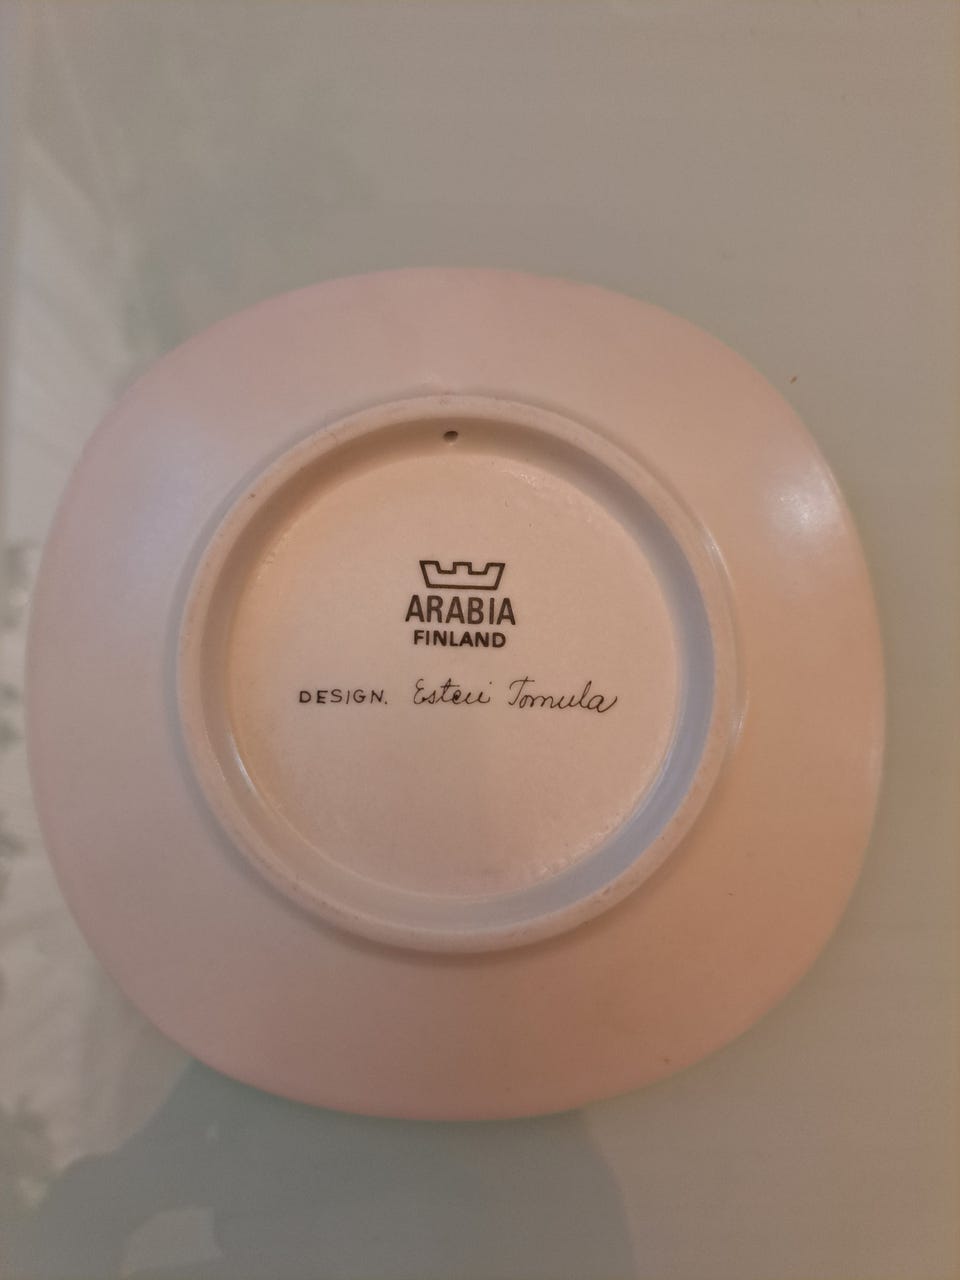 ARABIA
FINLAND
DESIGN. Esteri Tomula